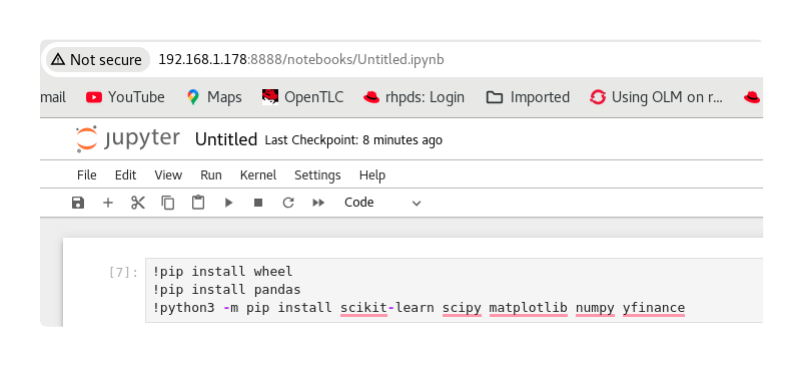 Not secure 192.168.1.178:8888/notebooks/Untitled.ipynb
mail YouTube Maps OpenTLC rhpds: Login Imported Using OLM on r...
jupyter Untitled Last Checkpoint: 8 minutes ago
File Edit View Run Kernel Settings Help
Code
[7]: !pip install wheel
!pip install pandas
!python3 -m pip install scikit-learn scipy matplotlib numpy yfinance